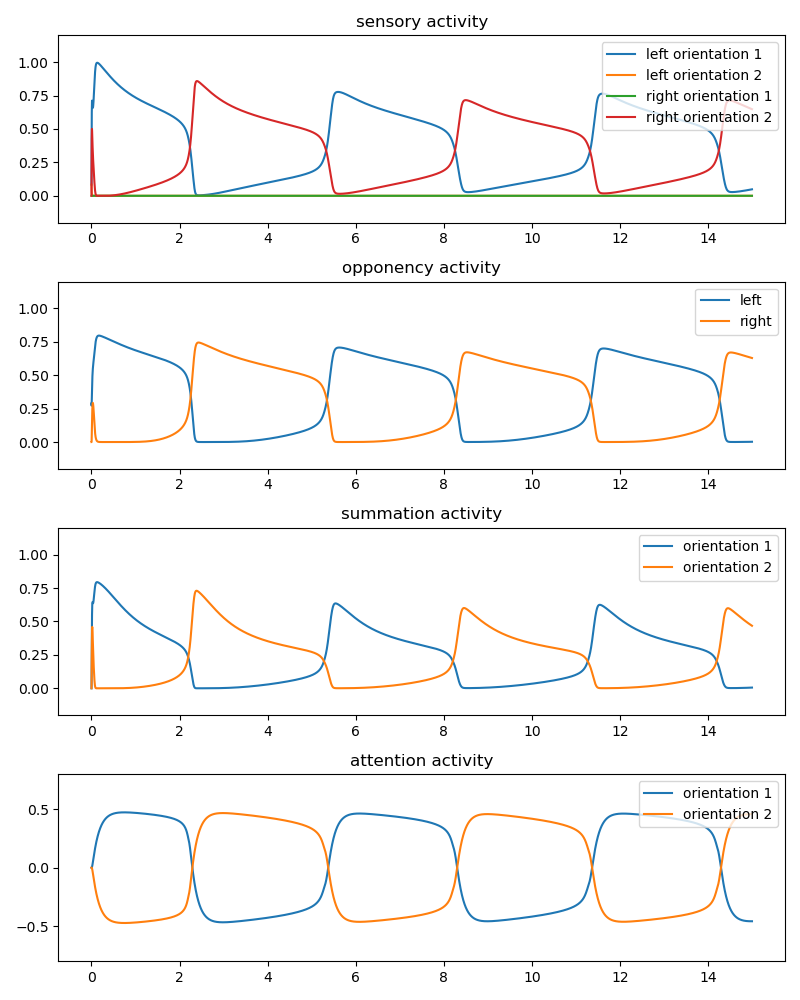 sensory activity
1.00
0.75
0.50
0.25
0.00
left orientation 1
left orientation 2
right orientation 1
right orientation 2
0 2 4 6 8 10 12 14
opponency activity
1.00
0.75
0.50
0.25
0.00
left
right
0 2 4 6 8 10 12 14
summation activity
1.00
0.75
0.50
0.25
0.00
orientation 1
orientation 2
0 2 4 6 8 10 12 14
attention activity
0.5
0.0
−0.5
orientation 1
orientation 2
0 2 4 6 8 10 12 14